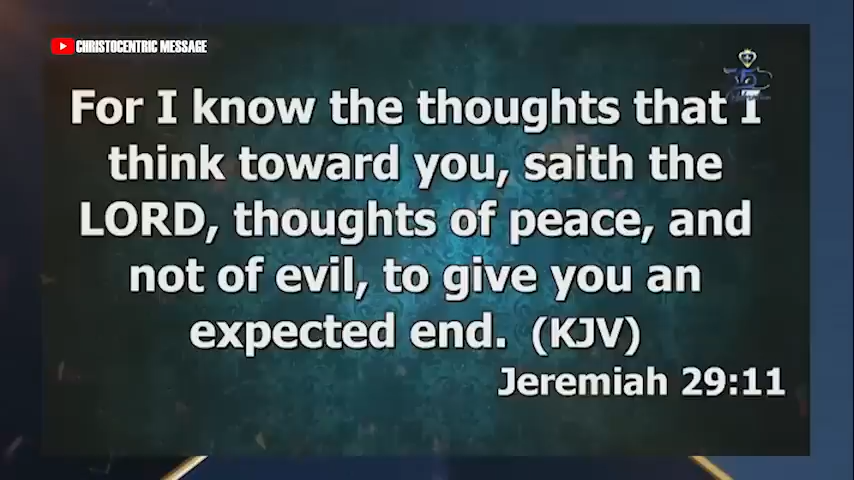 CHRISTOCENTRIC MESSAGE
For I know the thoughts that I
think toward you, saith the
LORD, thoughts of peace, and
not of evil, to give you an
expected end. (KJV)
Jeremiah 29:11